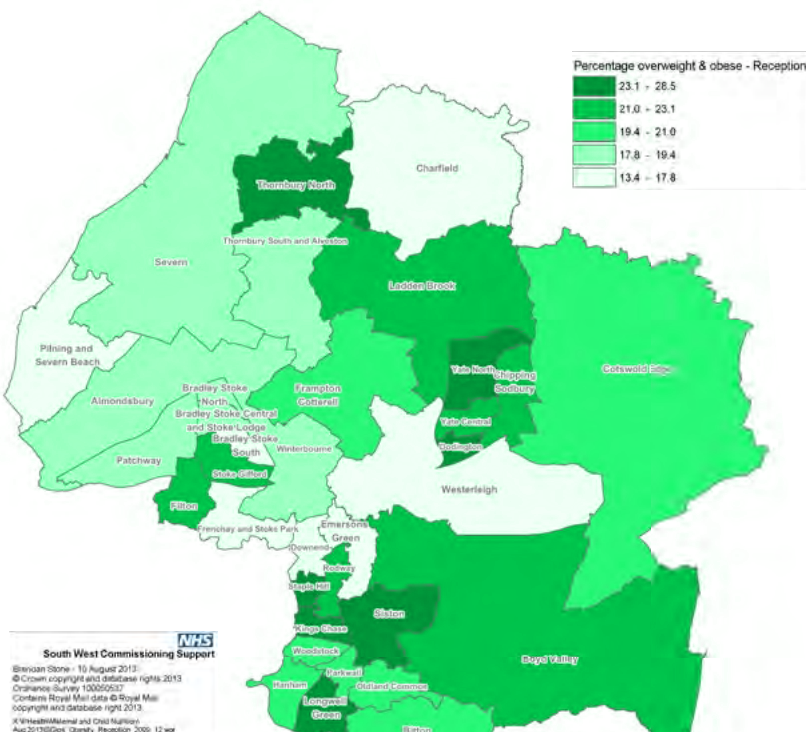 Percentage overweight & obese - Reception
23.1 - 28.5
21.0 - 23.1
19.4 - 21.0
17.8 - 19.4
13.4 - 17.8
Charfield
Thornbury North
Thornbury South and Alveston
Severn
Ladden Brook
Pilning and
Severn Beach
Yate North
Chipping
Sodbury
Cotswold Edge
Frampton
Cotterell
Almondsbury
Bradley Stoke
North
Bradley Stoke Central
and Stoke Lodge
Bradley Stoke
South
Yate Central
Dodington
Winterbourne
Patchway
Stoke Gifford
Westerleigh
Filton
Frenchay and Stoke Park
Emersons
Green
Downend
Rodway
Staple Hill
Siston
Kings Chase
Woodstock
Boyd Valley
Parkwall
Hanham
Oldland Common
Longwell
Green
Bitton
NHS
South West Commissioning Support
Brendan Stone - 10 August 2013
© Crown copyright and database rights 2013
Ordnance Survey 100050537
Contains Royal Mail data © Royal Mail
copyright and database right 2013